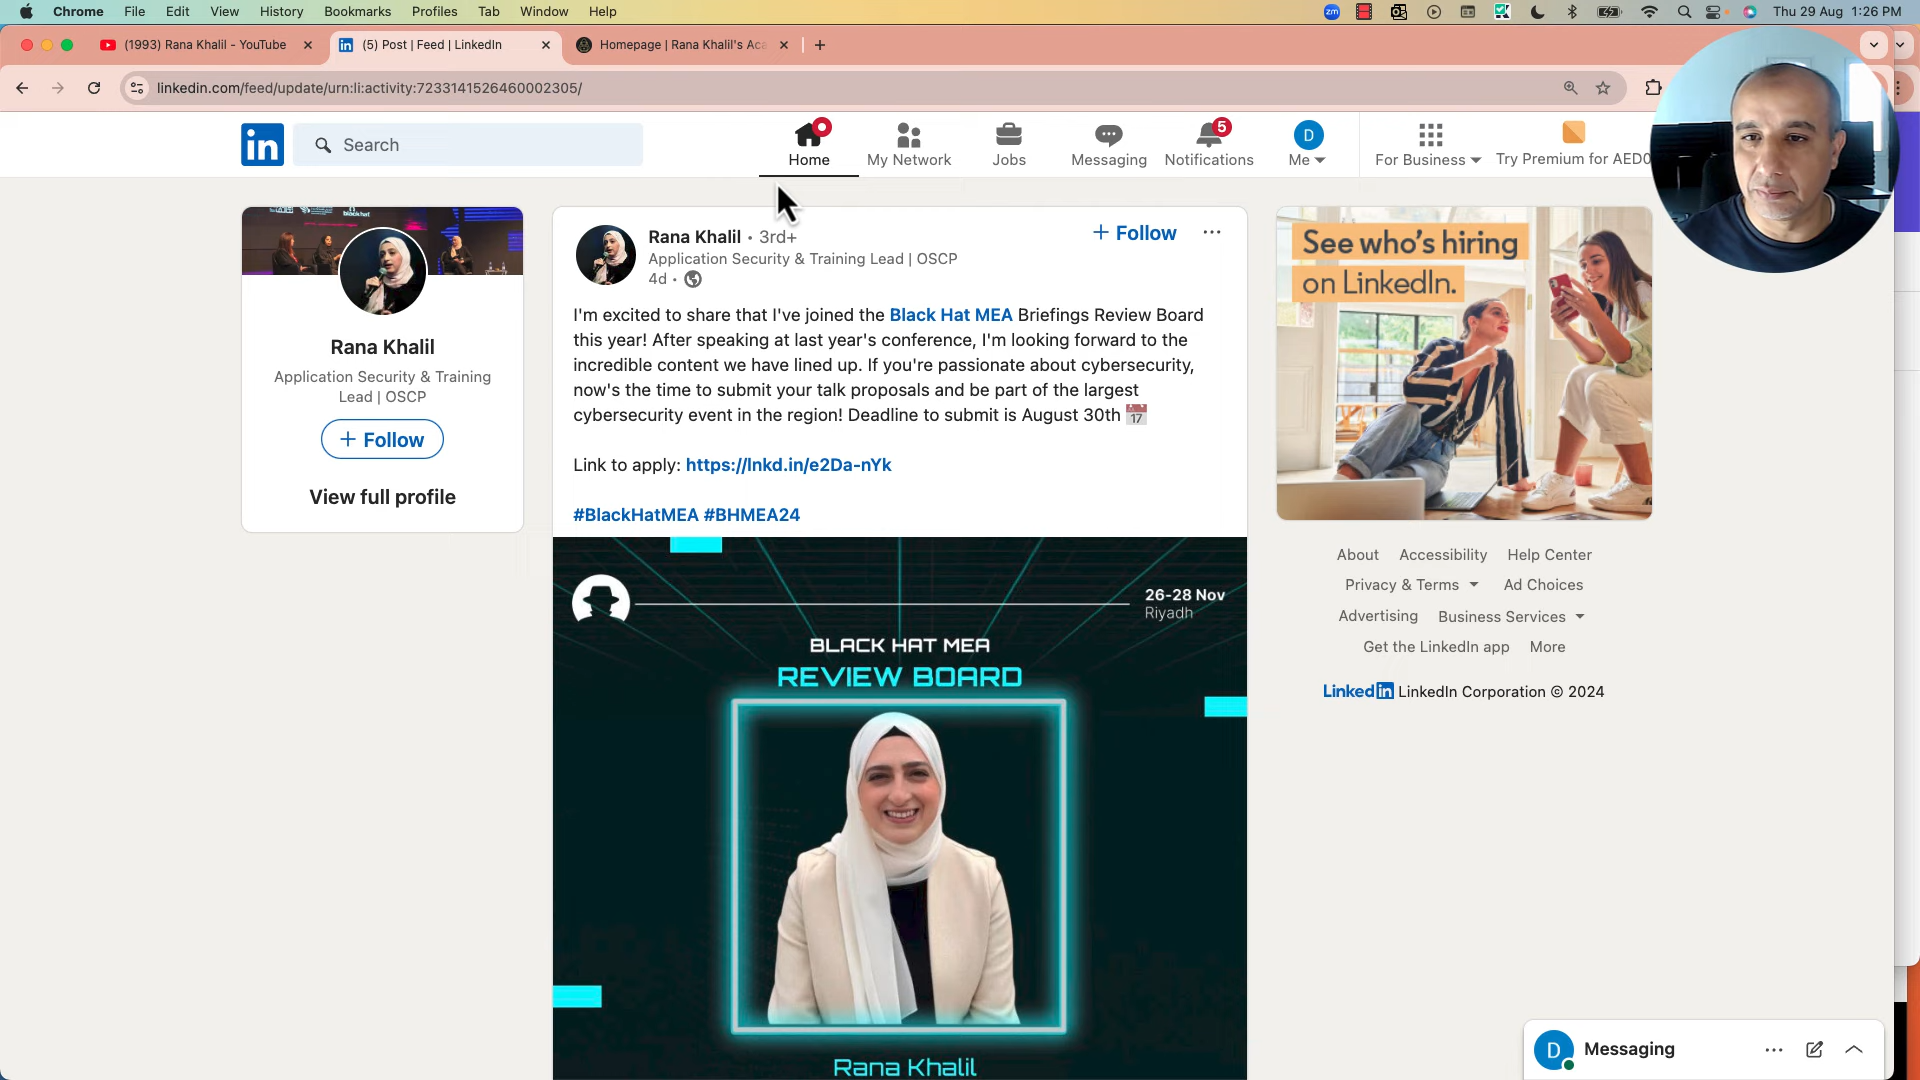 Chrome File Edit View History Bookmarks Profiles Tab Window Help
zm
Thu 29 Aug 1:26 PM
(1993) Rana Khalil - YouTube
(5) Post | Feed | LinkedIn
Homepage | Rana Khalil's Aca
linkedin.com/feed/update/urn:li:activity:7233141526460002305/
in
Search
Home
My Network
Jobs
Messaging
5
Notifications
D
Me
For Business
Try Premium for AED0
Rana Khalil
Application Security & Training
Lead | OSCP
+ Follow
View full profile
Rana Khalil • 3rd+
Application Security & Training Lead | OSCP
4d •
+ Follow
I'm excited to share that I've joined the Black Hat MEA Briefings Review Board
this year! After speaking at last year's conference, I'm looking forward to the
incredible content we have lined up. If you're passionate about cybersecurity,
now's the time to submit your talk proposals and be part of the largest
cybersecurity event in the region! Deadline to submit is August 30th
17
Link to apply: https://lnkd.in/e2Da-nYk
#BlackHatMEA #BHMEA24
26-28 Nov
Riyadh
BLACK HAT MEA
REVIEW BOARD
Rana Khalil
See who's hiring
on LinkedIn.
About Accessibility Help Center
Privacy & Terms Ad Choices
Advertising Business Services
Get the LinkedIn app More
LinkedIn LinkedIn Corporation © 2024
D
Messaging